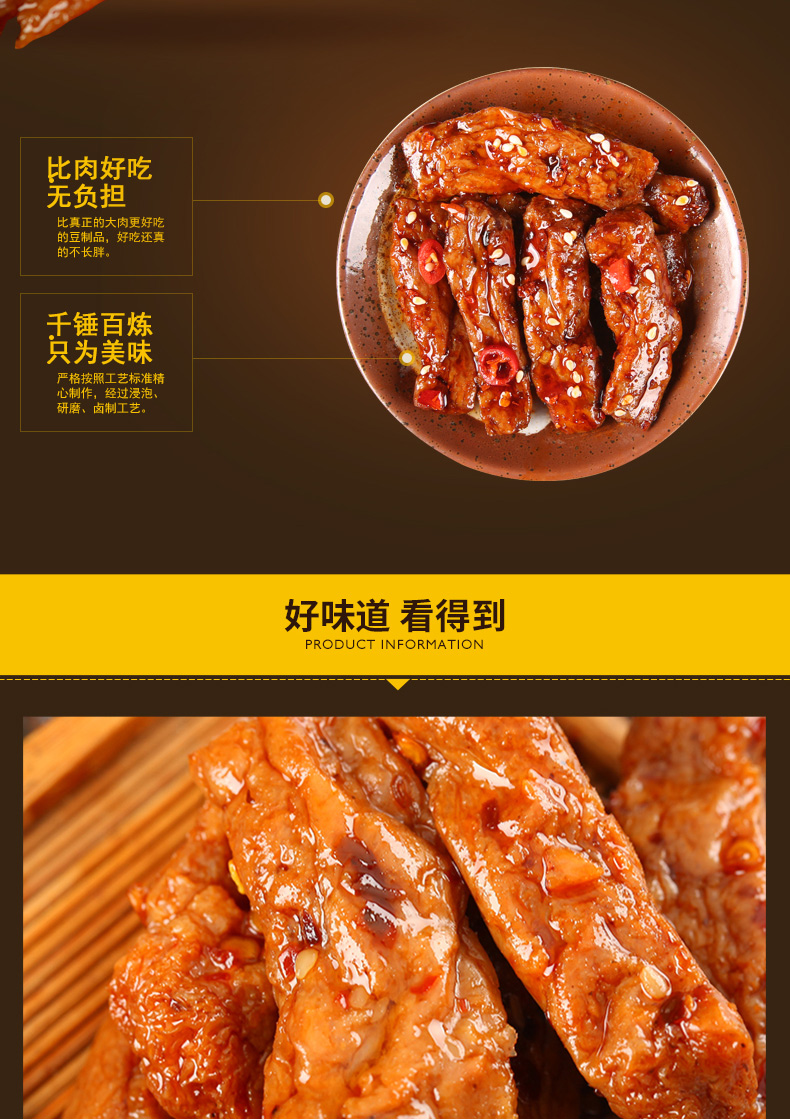 比肉好吃
无负担
比真正的大肉更好吃
的豆制品，好吃还真
的不长胖。
千锤百炼
只为美味
严格按照工艺标准精
心制作，经过浸泡、
研磨、卤制工艺。
好味道 看得到
PRODUCT INFORMATION